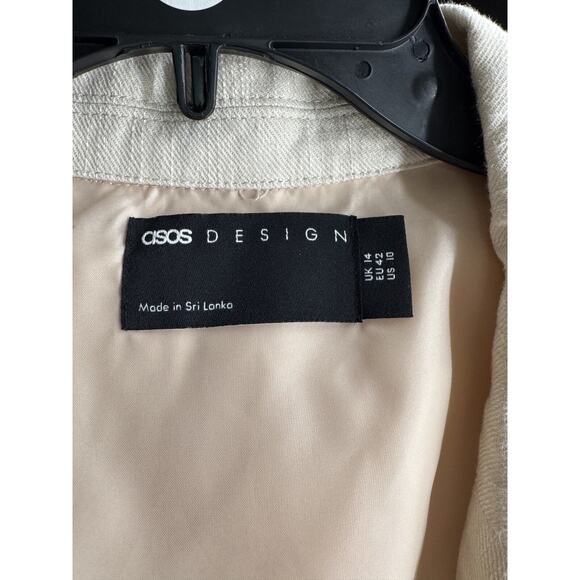 asos DESIGN
Made in Sri Lanka
UK 14
EU 42
US 10